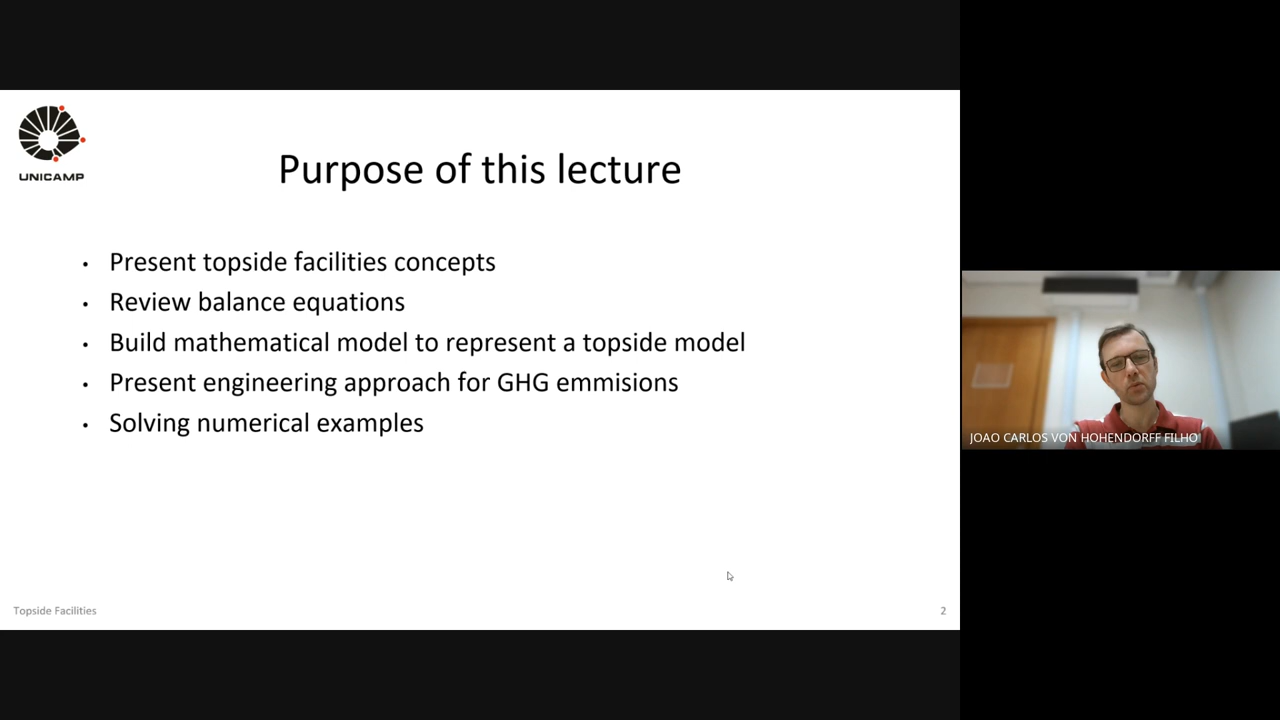 UNICAMP
Purpose of this lecture
• Present topside facilities concepts
• Review balance equations
• Build mathematical model to represent a topside model
• Present engineering approach for GHG emmisions
• Solving numerical examples
JOAO CARLOS VON HOHENDORFF FILHO
Topside Facilities
2